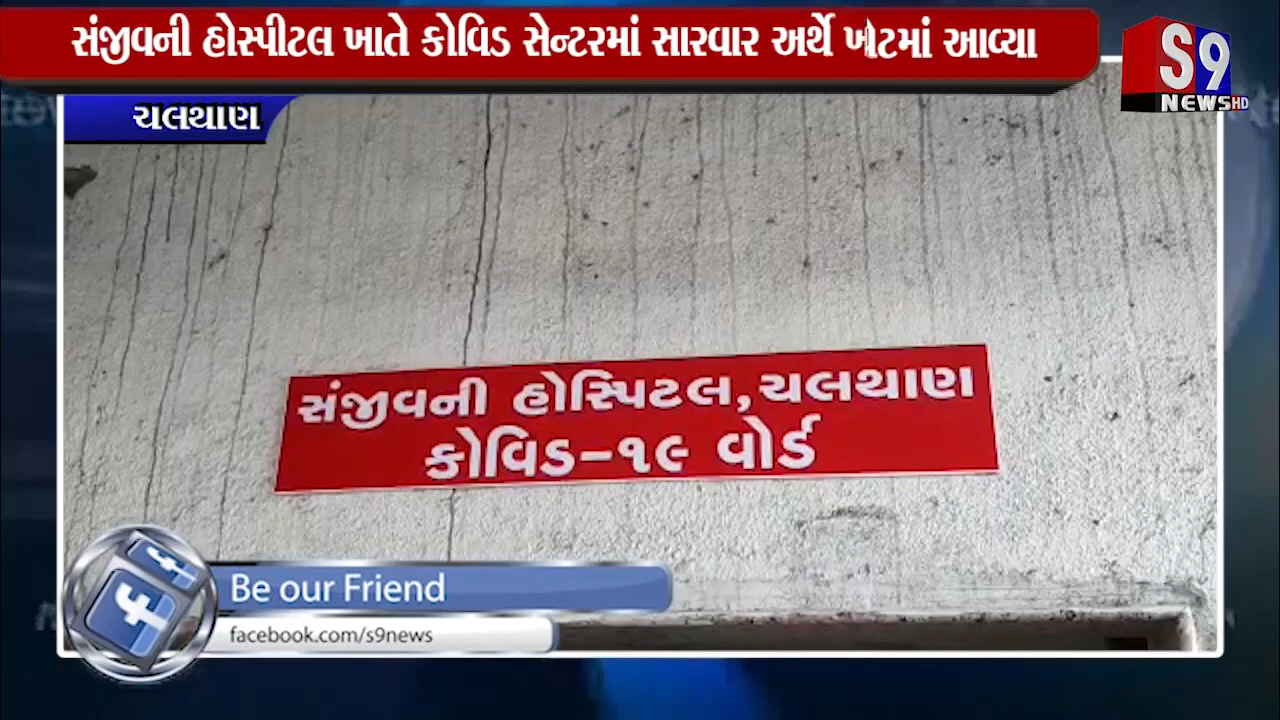 સંજીવની હોસ્પીટલ ખાતે કોવિડ સેન્ટરમાં સારવાર અર્થે ખેટમાં આવ્યા
S9
NEWS HD
ચલથાણ
સંજીવની હોસ્પિટલ, ચલથાણ
કોવિડ-૧૯ વોર્ડ
Be our Friend
facebook.com/s9news